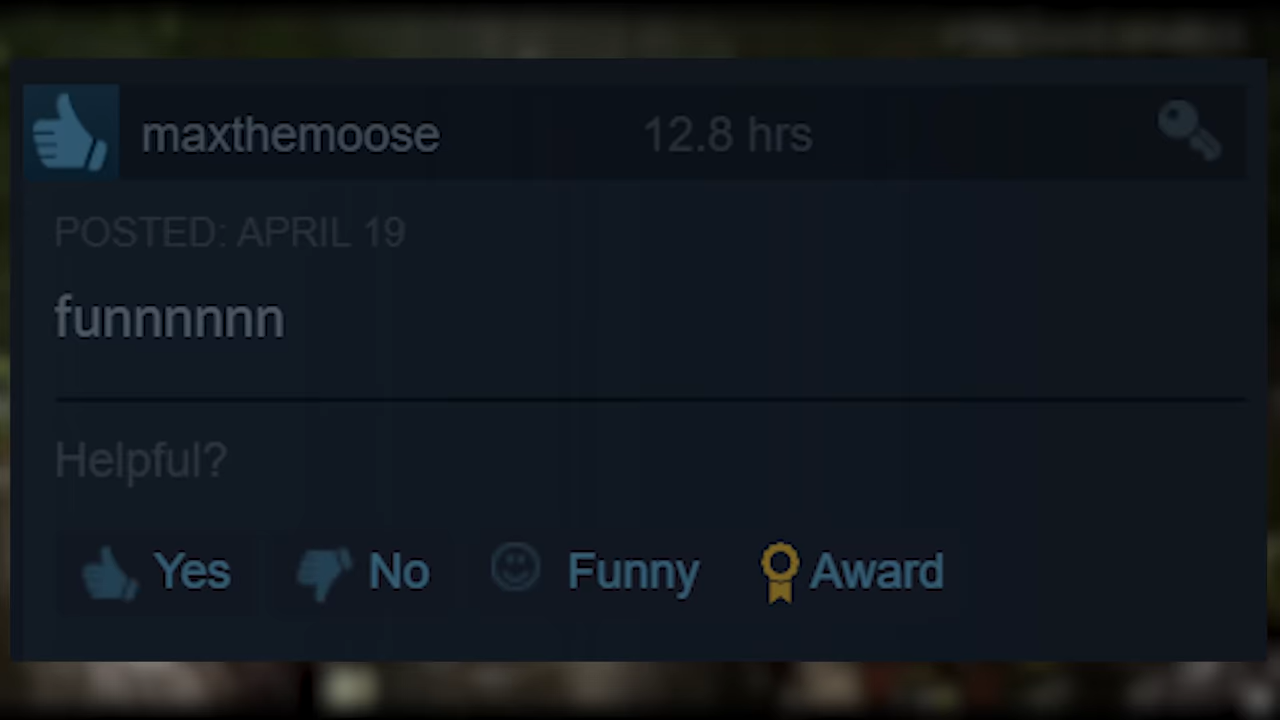 maxthemoose 12.8 hrs
POSTED: APRIL 19
funnnnnn
Helpful?
Yes No Funny Award